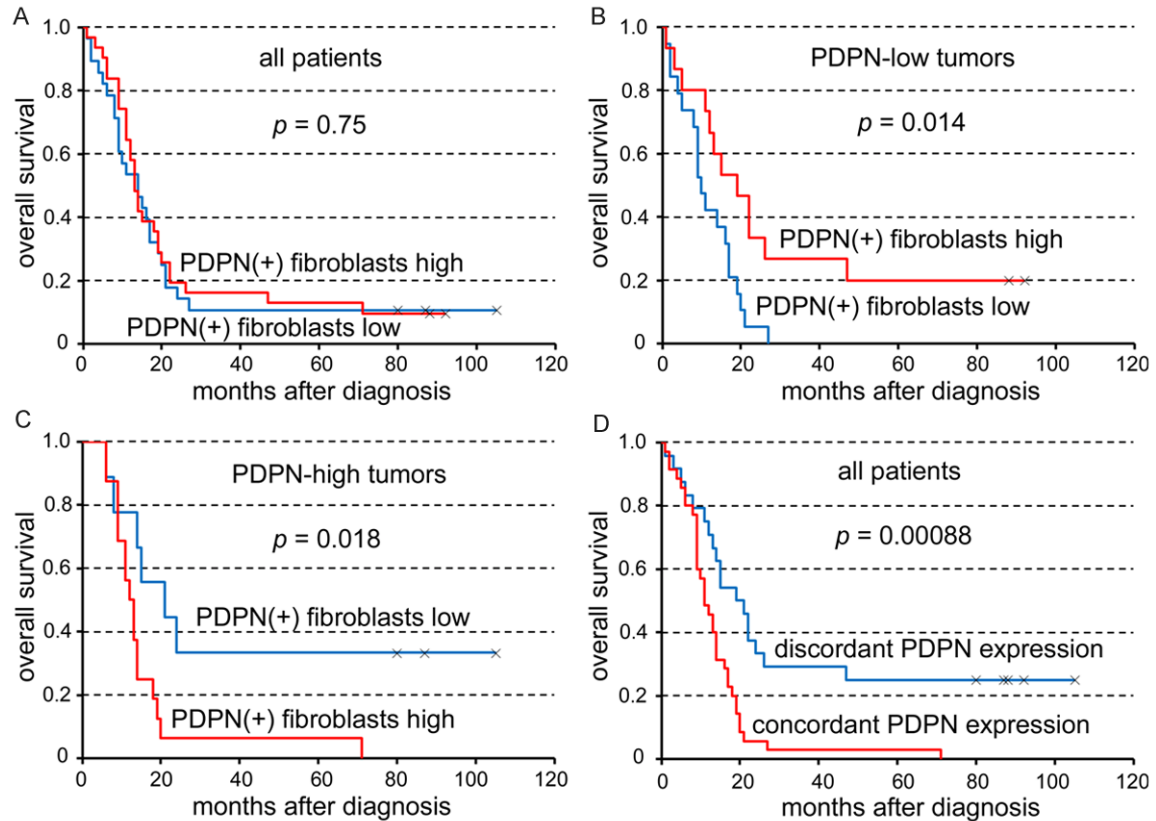 A
all patients
p = 0.75
PDPN(+) fibroblasts high
PDPN(+) fibroblasts low
overall survival
1.0
0.8
0.6
0.4
0.2
0
0 20 40 60 80 100 120
months after diagnosis
B
PDPN-low tumors
p = 0.014
PDPN(+) fibroblasts high
PDPN(+) fibroblasts low
overall survival
1.0
0.8
0.6
0.4
0.2
0
0 20 40 60 80 100 120
months after diagnosis
C
PDPN-high tumors
p = 0.018
PDPN(+) fibroblasts low
PDPN(+) fibroblasts high
overall survival
1.0
0.8
0.6
0.4
0.2
0
0 20 40 60 80 100 120
months after diagnosis
D
all patients
p = 0.00088
discordant PDPN expression
concordant PDPN expression
overall survival
1.0
0.8
0.6
0.4
0.2
0
0 20 40 60 80 100 120
months after diagnosis